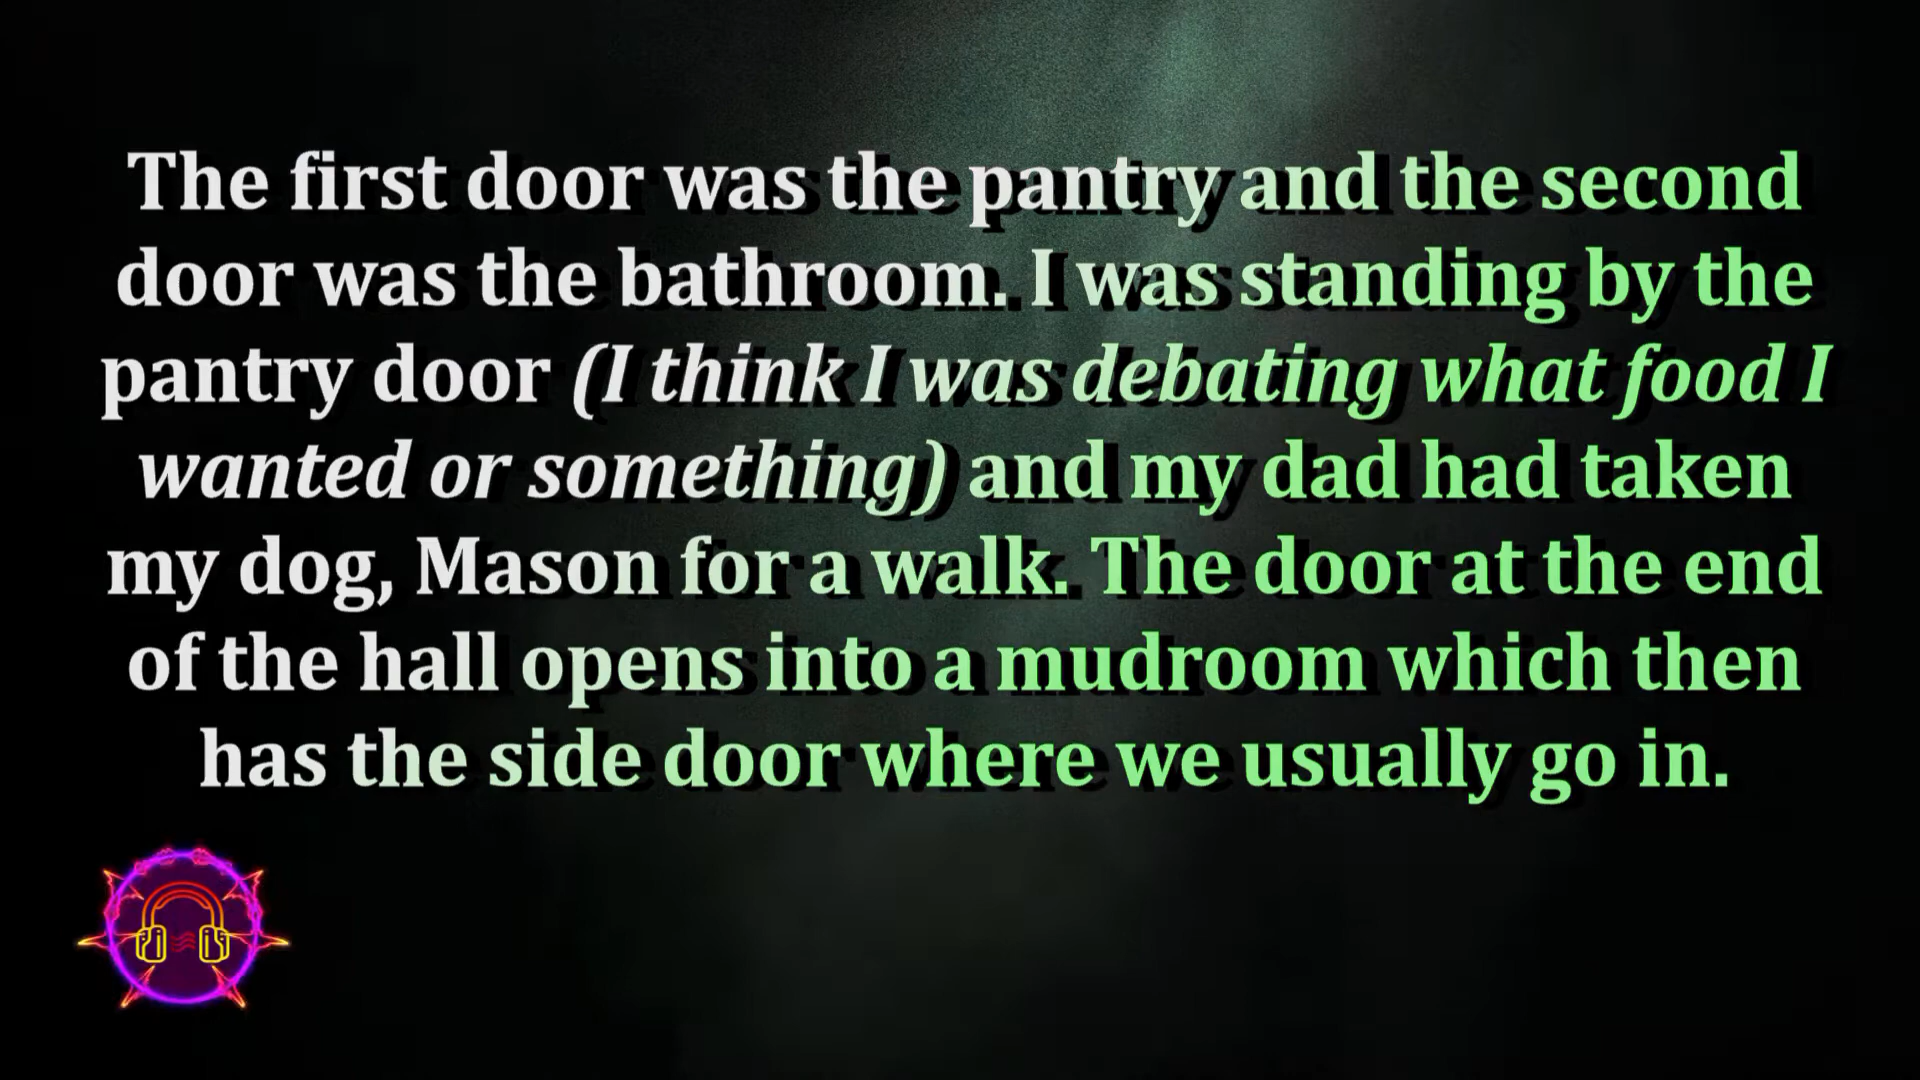 The first door was the pantry and the second
door was the bathroom. I was standing by the
pantry door (I think I was debating what food I
wanted or something) and my dad had taken
my dog, Mason for a walk. The door at the end
of the hall opens into a mudroom which then
has the side door where we usually go in.